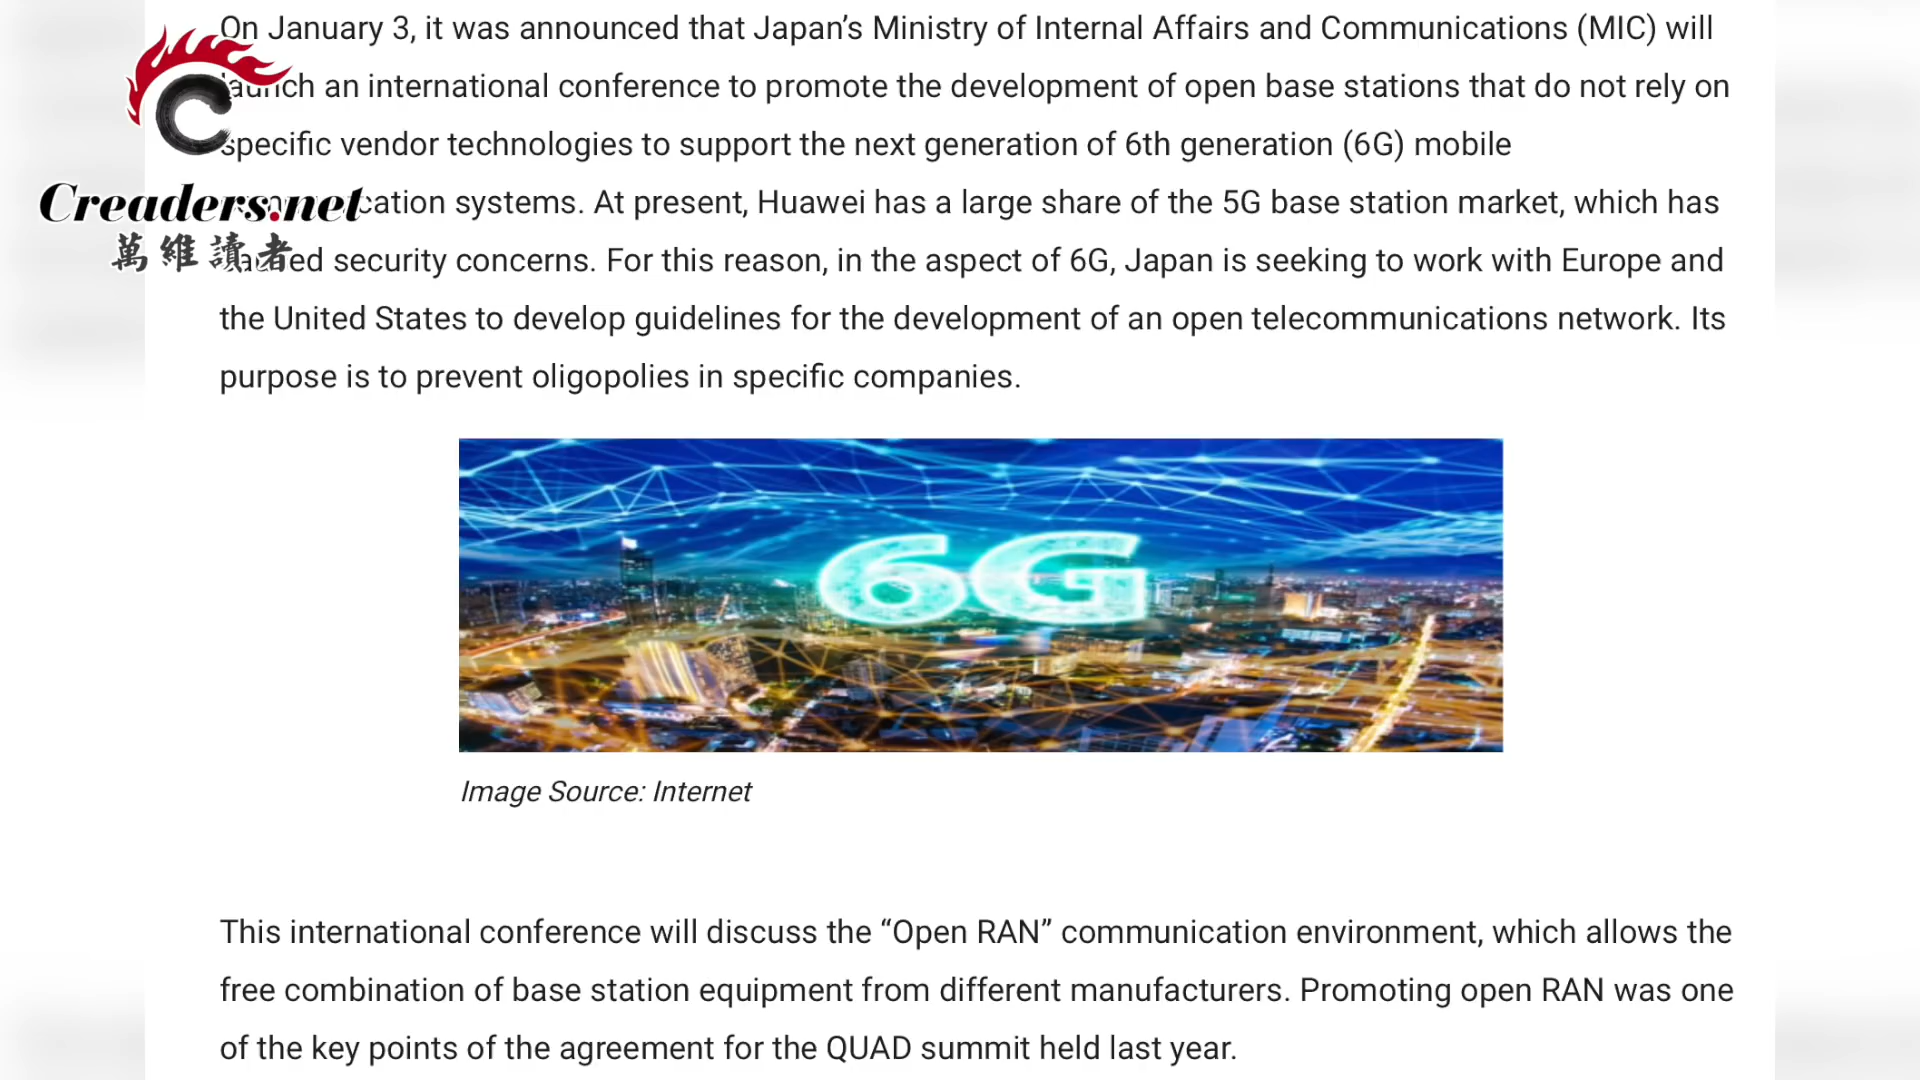 On January 3, it was announced that Japan’s Ministry of Internal Affairs and Communications (MIC) will
launch an international conference to promote the development of open base stations that do not rely on
specific vendor technologies to support the next generation of 6th generation (6G) mobile
systems. At present, Huawei has a large share of the 5G base station market, which has
security concerns. For this reason, in the aspect of 6G, Japan is seeking to work with Europe and
the United States to develop guidelines for the development of an open telecommunications network. Its
purpose is to prevent oligopolies in specific companies.
Creaders.net
萬維讀者
6G
Image Source: Internet
This international conference will discuss the “Open RAN” communication environment, which allows the
free combination of base station equipment from different manufacturers. Promoting open RAN was one
of the key points of the agreement for the QUAD summit held last year.